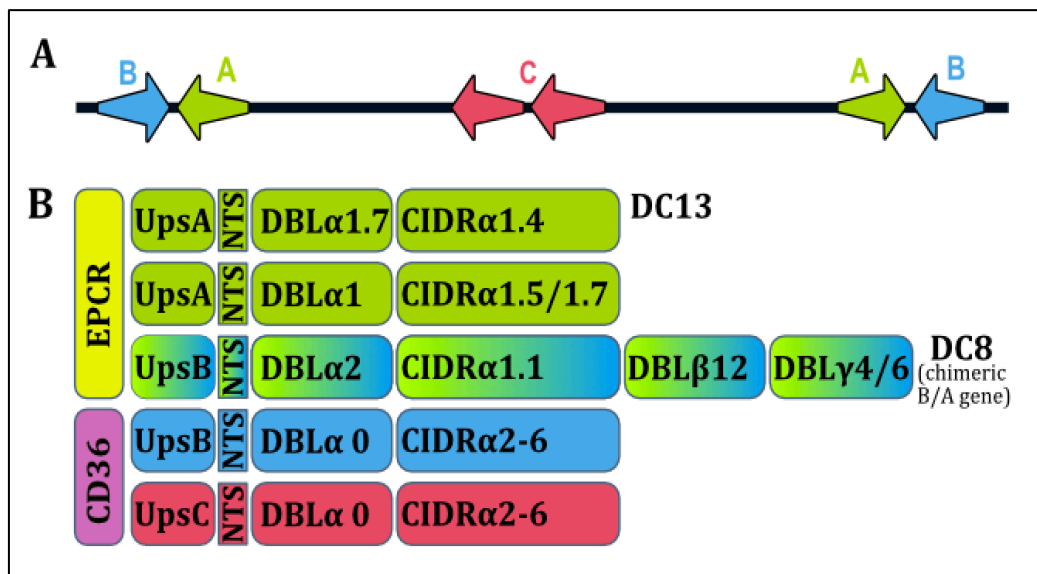 A
B A C A B
B
EPCR
UpsA NTS DBLα1.7 CIDRα1.4 DC13
UpsA NTS DBLα1 CIDRα1.5/1.7
UpsB NTS DBLα2 CIDRα1.1 DBLβ12 DBLγ4/6 DC8
(chimeric
B/A gene)
CD36
UpsB NTS DBLα 0 CIDRα2-6
UpsC NTS DBLα 0 CIDRα2-6